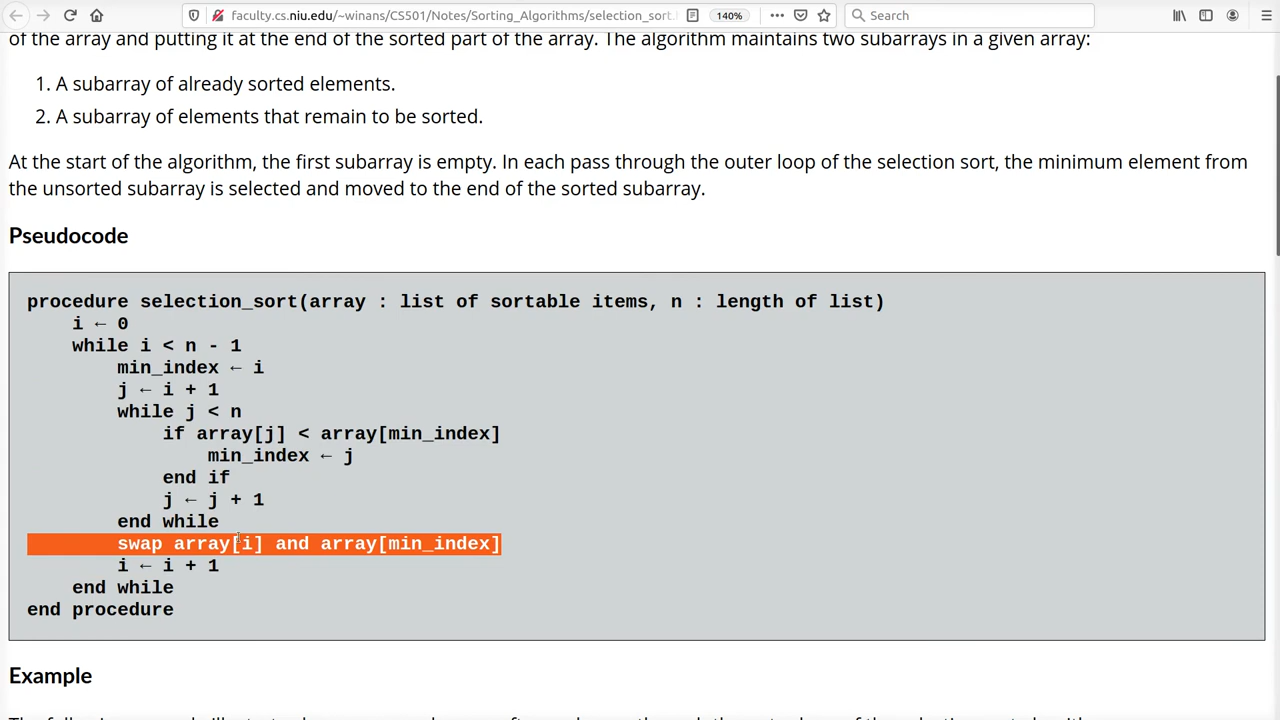 faculty.cs.niu.edu/~winans/CS501/Notes/Sorting_Algorithms/selection_sort. 140% Search
of the array and putting it at the end of the sorted part of the array. The algorithm maintains two subarrays in a given array:
1. A subarray of already sorted elements.
2. A subarray of elements that remain to be sorted.
At the start of the algorithm, the first subarray is empty. In each pass through the outer loop of the selection sort, the minimum element from
the unsorted subarray is selected and moved to the end of the sorted subarray.
Pseudocode
procedure selection_sort(array : list of sortable items, n : length of list)
i ← 0
while i < n - 1
min_index ← i
j ← i + 1
while j < n
if array[j] < array[min_index]
min_index ← j
end if
j ← j + 1
end while
swap array[i] and array[min_index]
i ← i + 1
end while
end procedure
Example